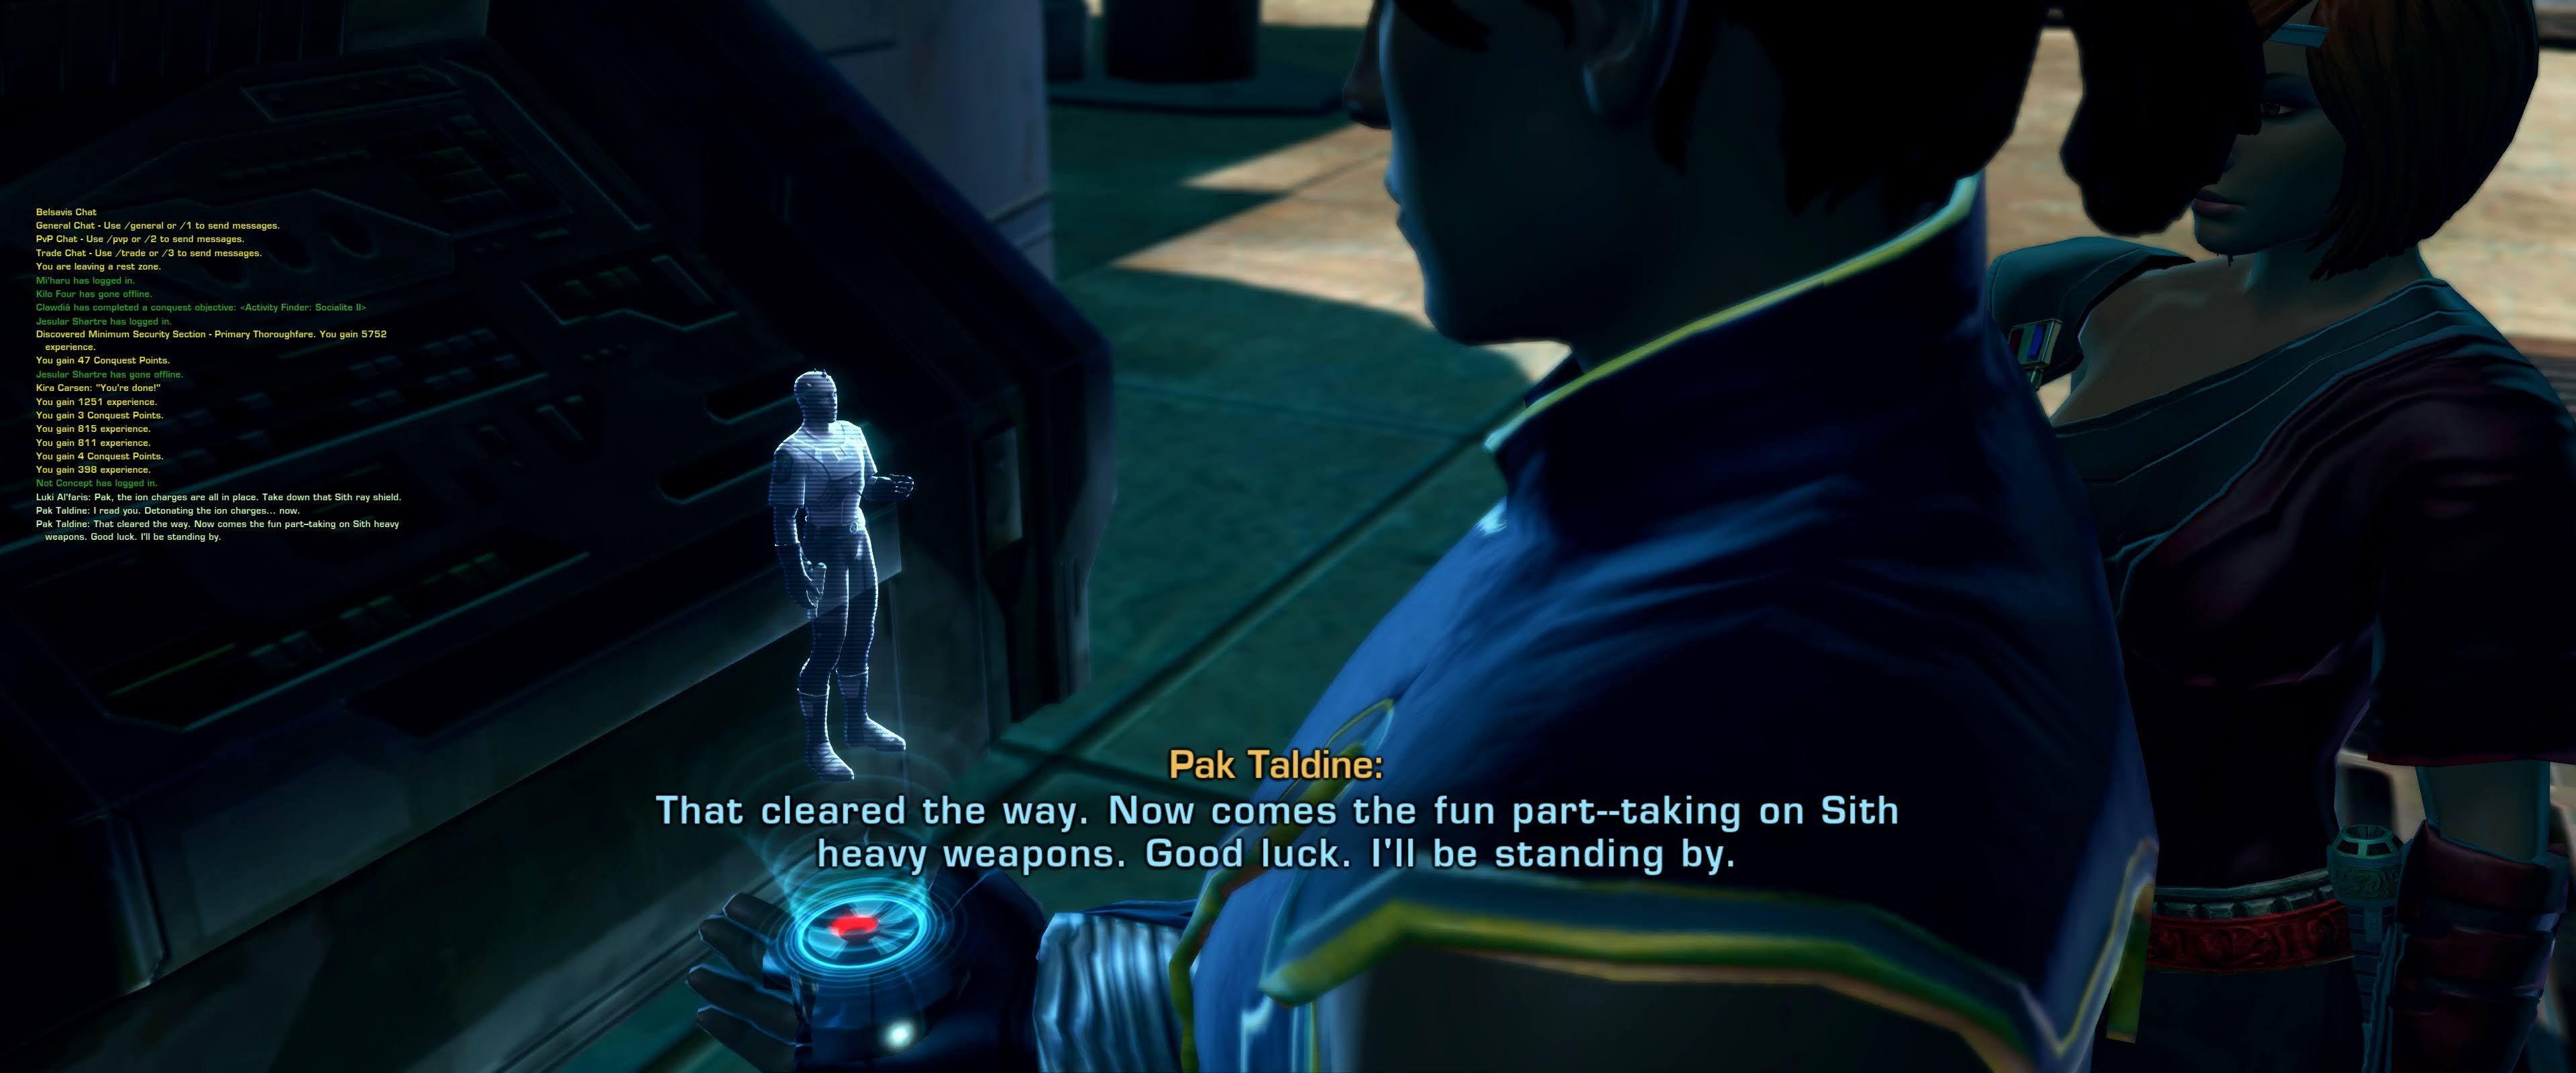 Belsavis Chat
General Chat - Use /general or /1 to send messages.
PvP Chat - Use /pvp or /2 to send messages.
Trade Chat - Use /trade or /3 to send messages.
You are leaving a rest zone.
Mi'haru has logged in.
Kilo Four has gone offline.
Clawdiä has completed a conquest objective: <Activity Finder: Socialite II>
Jesular Shartre has logged in.
Discovered Minimum Security Section - Primary Thoroughfare. You gain 5752
experience.
You gain 47 Conquest Points.
Jesular Shartre has gone offline.
Kira Carsen: "You're done!"
You gain 1251 experience.
You gain 3 Conquest Points.
You gain 815 experience.
You gain 811 experience.
You gain 4 Conquest Points.
You gain 398 experience.
Not Concept has logged in.
Luki Al'faris: Pak, the ion charges are all in place. Take down that Sith ray shield.
Pak Taldine: I read you. Detonating the ion charges... now.
Pak Taldine: That cleared the way. Now comes the fun part--taking on Sith heavy
weapons. Good luck. I'll be standing by.
Pak Taldine:
That cleared the way. Now comes the fun part--taking on Sith
heavy weapons. Good luck. I'll be standing by.